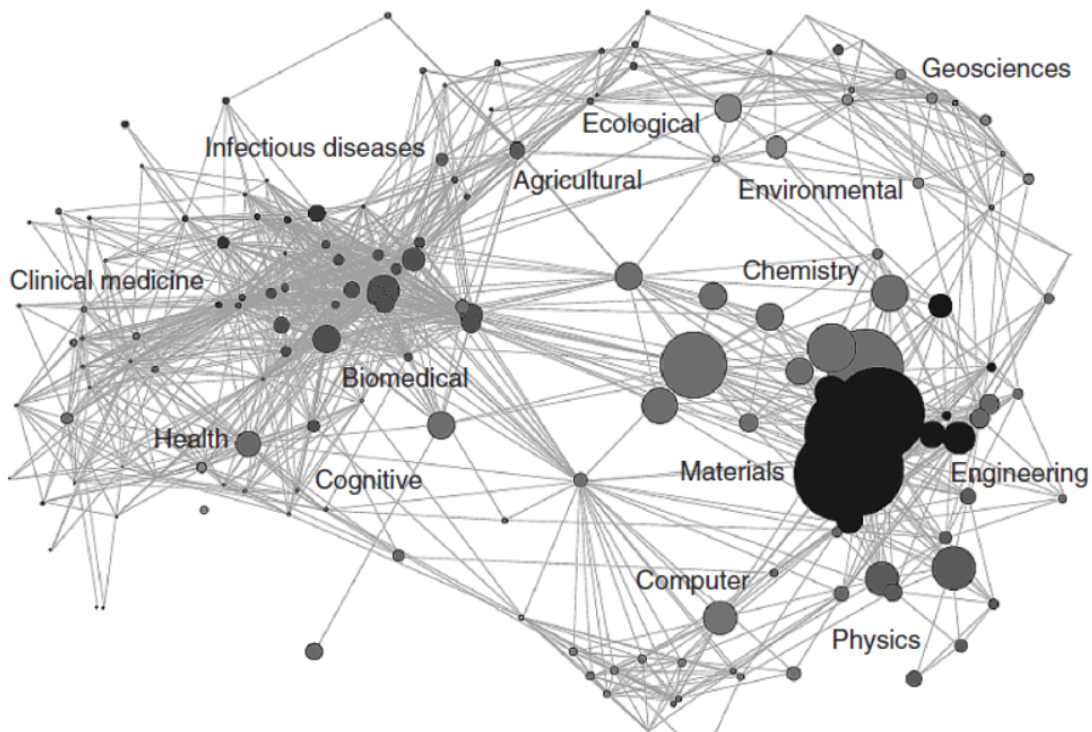 Geosciences
Ecological
Infectious diseases
Agricultural
Environmental
Clinical medicine
Chemistry
Biomedical
Health
Cognitive
Materials
Engineering
Computer
Physics